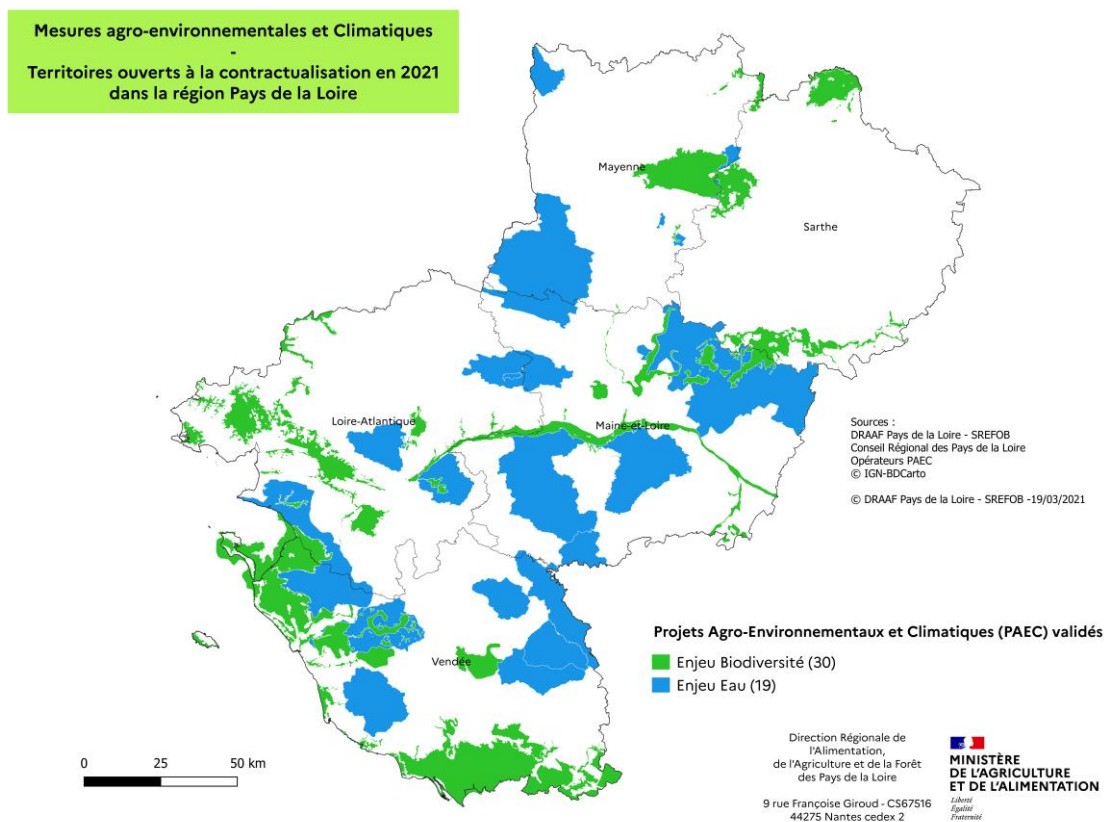 Mesures agro-environnementales et Climatiques
-
Territoires ouverts à la contractualisation en 2021
dans la région Pays de la Loire
Mayenne
Sarthe
Loire-Atlantique
Maine-et-Loire
Vendée
Sources :
DRAAF Pays de la Loire - SREFOB
Conseil Régional des Pays de la Loire
Opérateurs PAEC
© IGN-BDCarto
© DRAAF Pays de la Loire - SREFOB -19/03/2021
Projets Agro-Environnementaux et Climatiques (PAEC) validés
Enjeu Biodiversité (30)
Enjeu Eau (19)
0 25 50 km
Direction Régionale de
l'Alimentation,
de l'Agriculture et de la Forêt
des Pays de la Loire
9 rue Françoise Giroud - CS67516
44275 Nantes cedex 2
MINISTÈRE
DE L'AGRICULTURE
ET DE L'ALIMENTATION
Liberté
Égalité
Fraternité